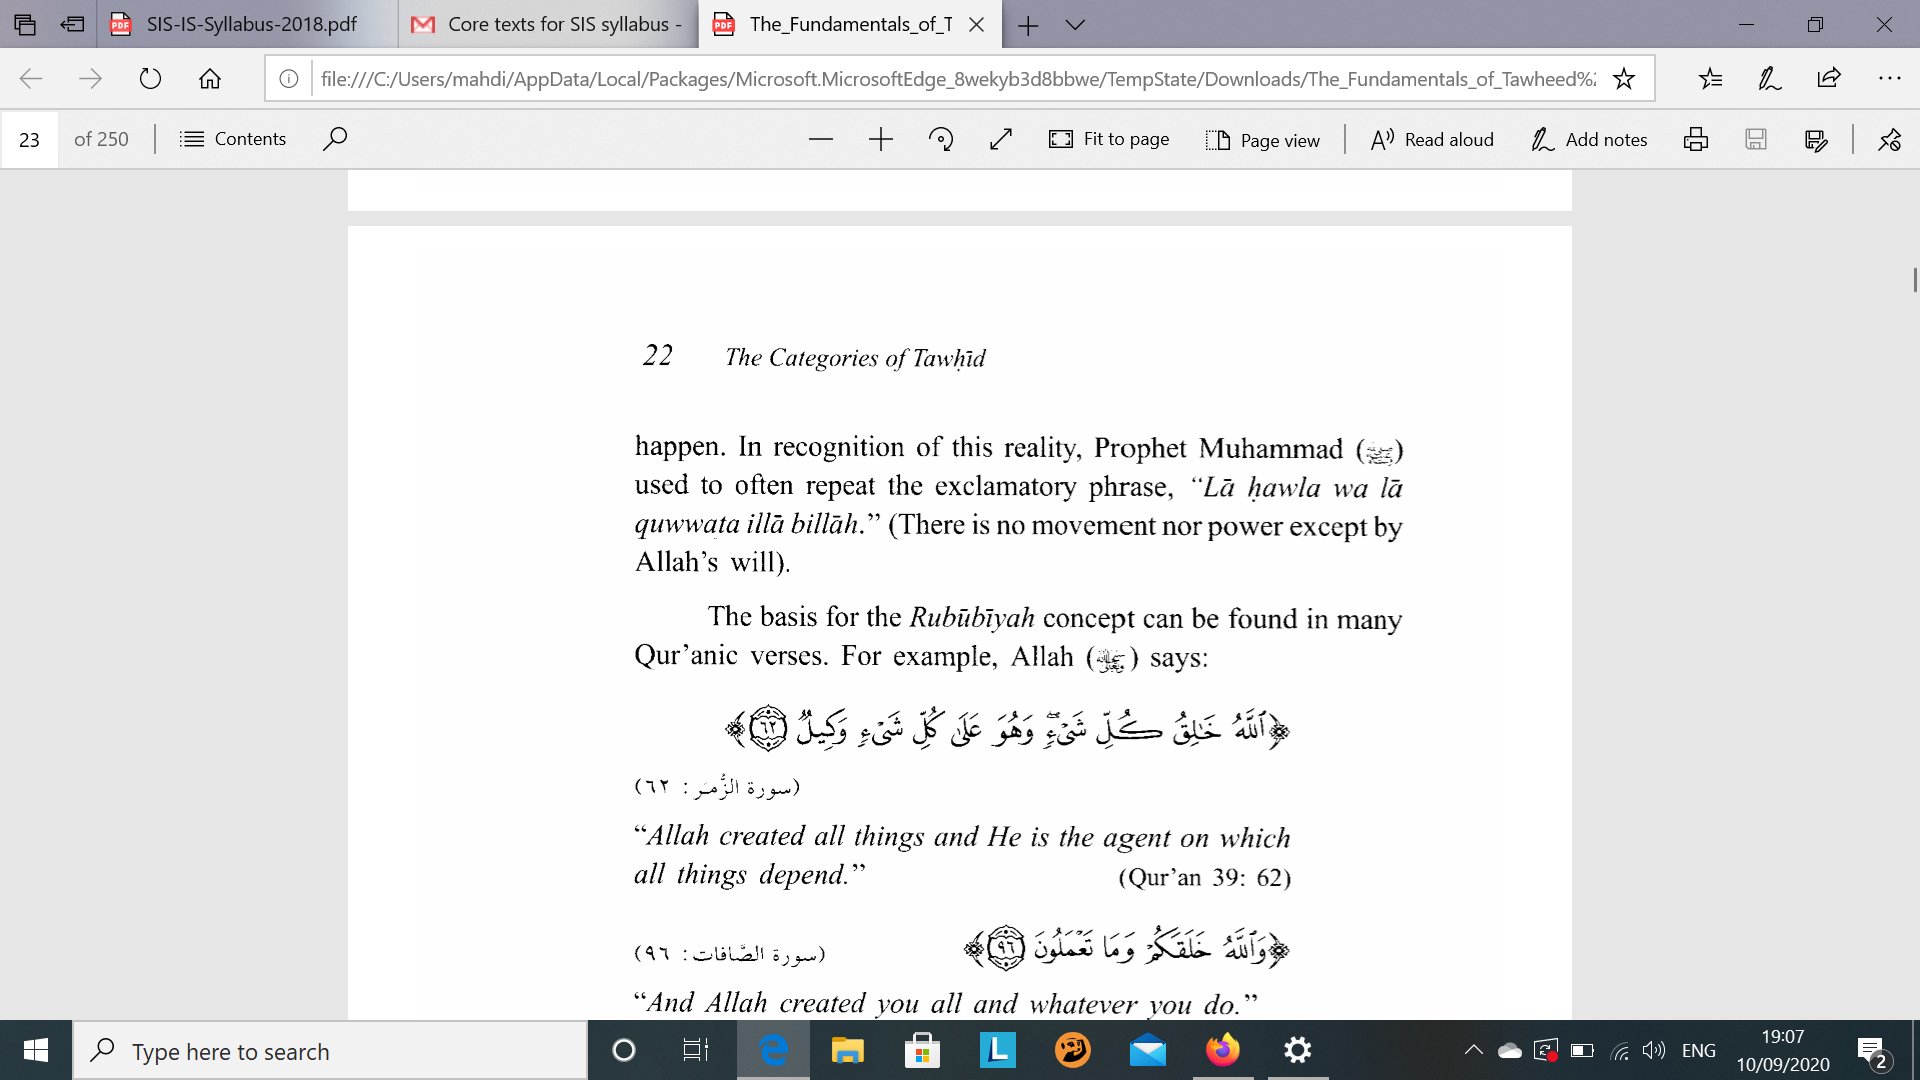 SIS-IS-Syllabus-2018.pdf
Core texts for SIS syllabus -
The_Fundamentals_of_T
file:///C:/Users/mahdi/AppData/Local/Packages/Microsoft.MicrosoftEdge_8wekyb3d8bbwe/TempState/Downloads/The_Fundamentals_of_Tawheed%2
23 of 250
Contents
Fit to page
Page view
Read aloud
Add notes
22 The Categories of Tawḥīd
happen. In recognition of this reality, Prophet Muhammad (ﷺ)
used to often repeat the exclamatory phrase, “Lā ḥawla wa lā
quwwata illā billāh.” (There is no movement nor power except by
Allah’s will).
The basis for the Rubūbīyah concept can be found in many
Qur’anic verses. For example, Allah () says:
﴿ٱللَّهُ خَـٰلِقُ كُلِّ شَىْءٍۢ ۖ وَهُوَ عَلَىٰ كُلِّ شَىْءٍۢ وَكِيلٌۭ ٦٢﴾
(سورة الزُّمَر: ٦٢)
“Allah created all things and He is the agent on which
all things depend.” (Qur’an 39: 62)
﴿وَٱللَّهُ خَلَقَكُمْ وَمَا تَعْمَلُونَ ٩٦﴾ (سورة الصَّافات: ٩٦)
“And Allah created you all and whatever you do.”
Type here to search
ENG
19:07
10/09/2020
2